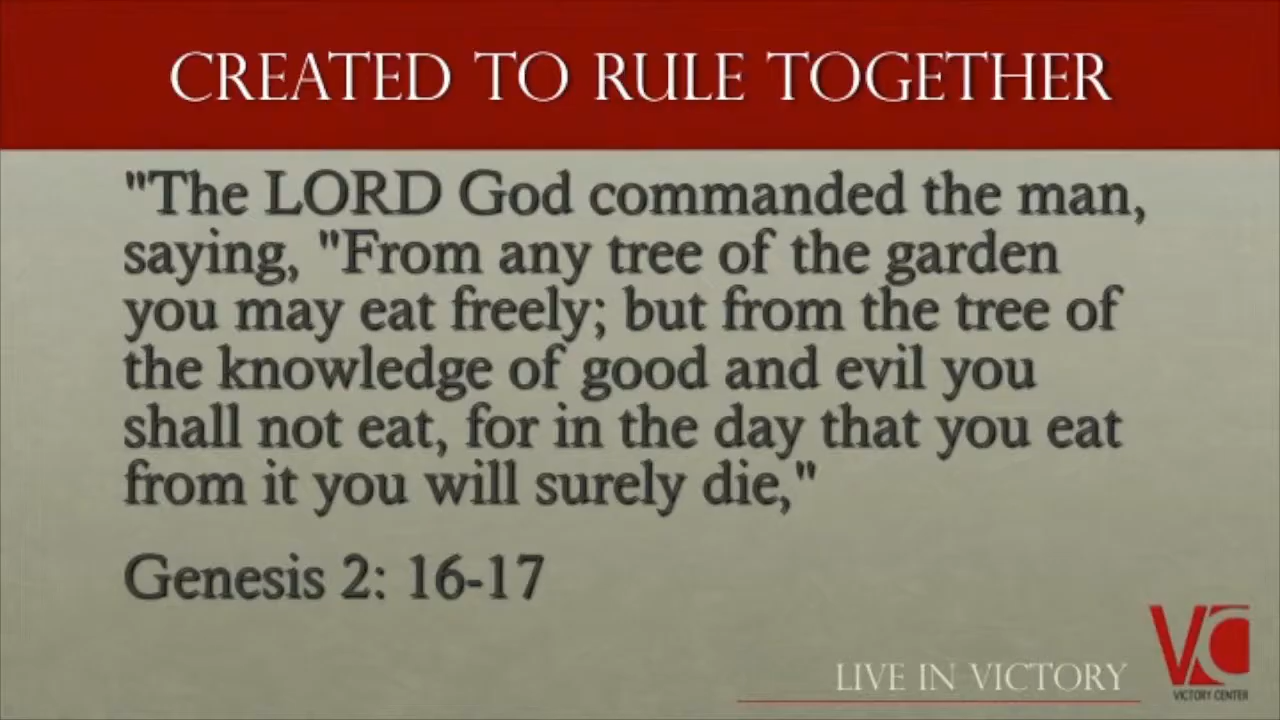 CREATED TO RULE TOGETHER
"The LORD God commanded the man,
saying, "From any tree of the garden
you may eat freely; but from the tree of
the knowledge of good and evil you
shall not eat, for in the day that you eat
from it you will surely die,"
Genesis 2: 16-17
LIVE IN VICTORY
VC
VICTORY CENTER